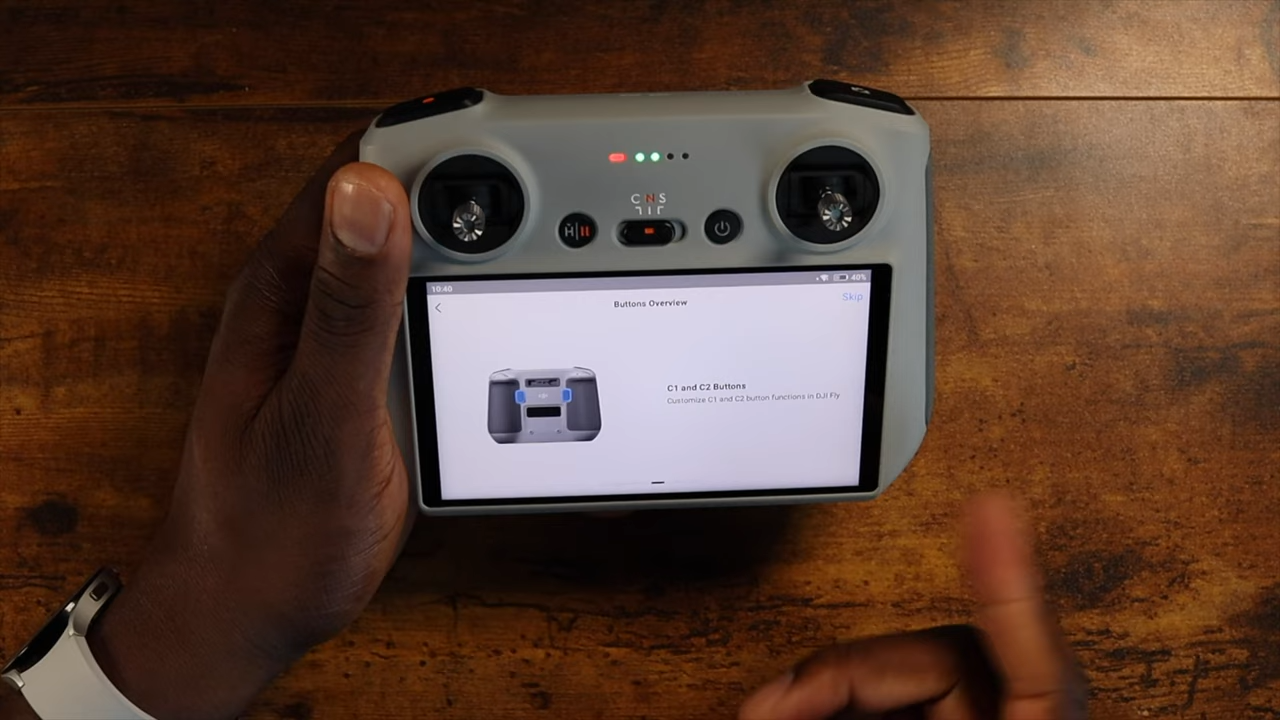 C N S
10:40
40%
Buttons Overview
Skip
C1 and C2 Buttons
Customize C1 and C2 button functions in DJI Fly